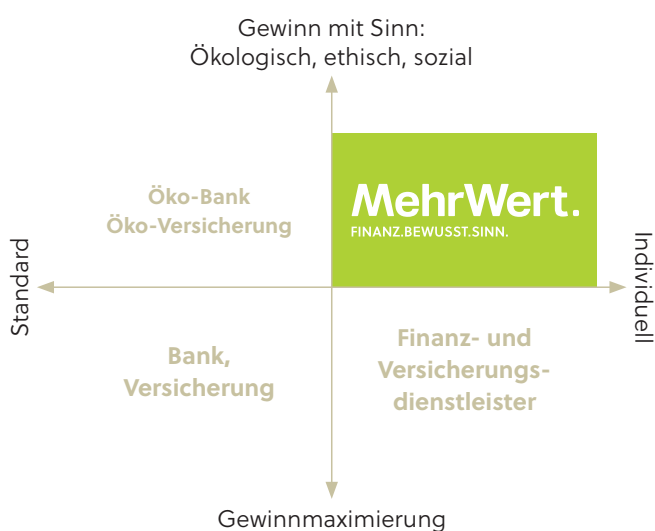 Gewinn mit Sinn:
Ökologisch, ethisch, sozial
Öko-Bank
Öko-Versicherung
MehrWert.
FINANZ.BEWUSST.SINN.
Standard
Individuell
Bank,
Versicherung
Finanz- und
Versicherungs-
dienstleister
Gewinnmaximierung